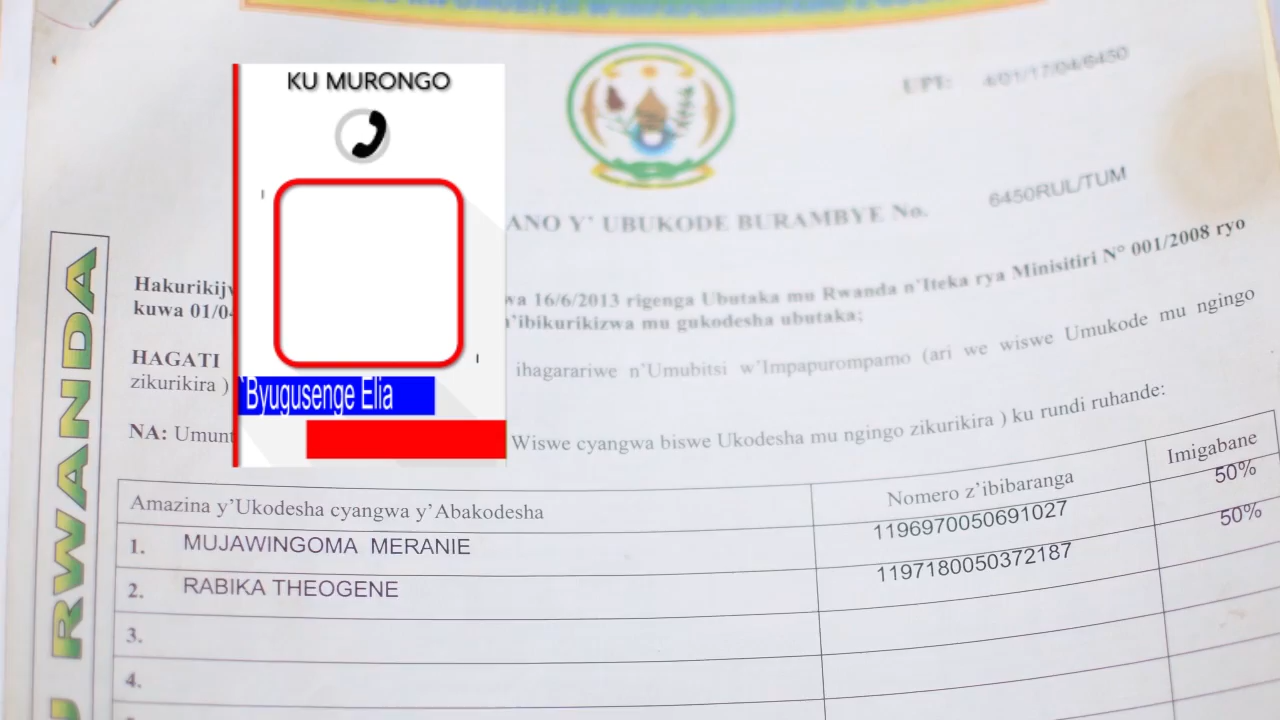 UPI: 4/01/17/04/6450
KU MURONGO
ANO Y' UBUKODE BURAMBYE No. 6450RUL/TUM
Hakurikijw wa 16/6/2013 rigenga Ubutaka mu Rwanda n'Iteka rya Minisitiri N° 001/2008 ryo
kuwa 01/04 n'ibikurikizwa mu gukodesha ubutaka;
HAGATI ihagarariwe n'Umubitsi w'Impapurompamo (ari we wiswe Umukode mu ngingo
zikurikira )
`Byugusenge Elia
NA: Umunt Wiswe cyangwa biswe Ukodesha mu ngingo zikurikira ) ku rundi ruhande:
Amazina y'Ukodesha cyangwa y'Abakodesha Nomero z'ibibaranga Imigabane
1. MUJAWINGOMA MERANIE 1196970050691027 50%
2. RABIKA THEOGENE 1197180050372187 50%
3.
4.
RWANDA